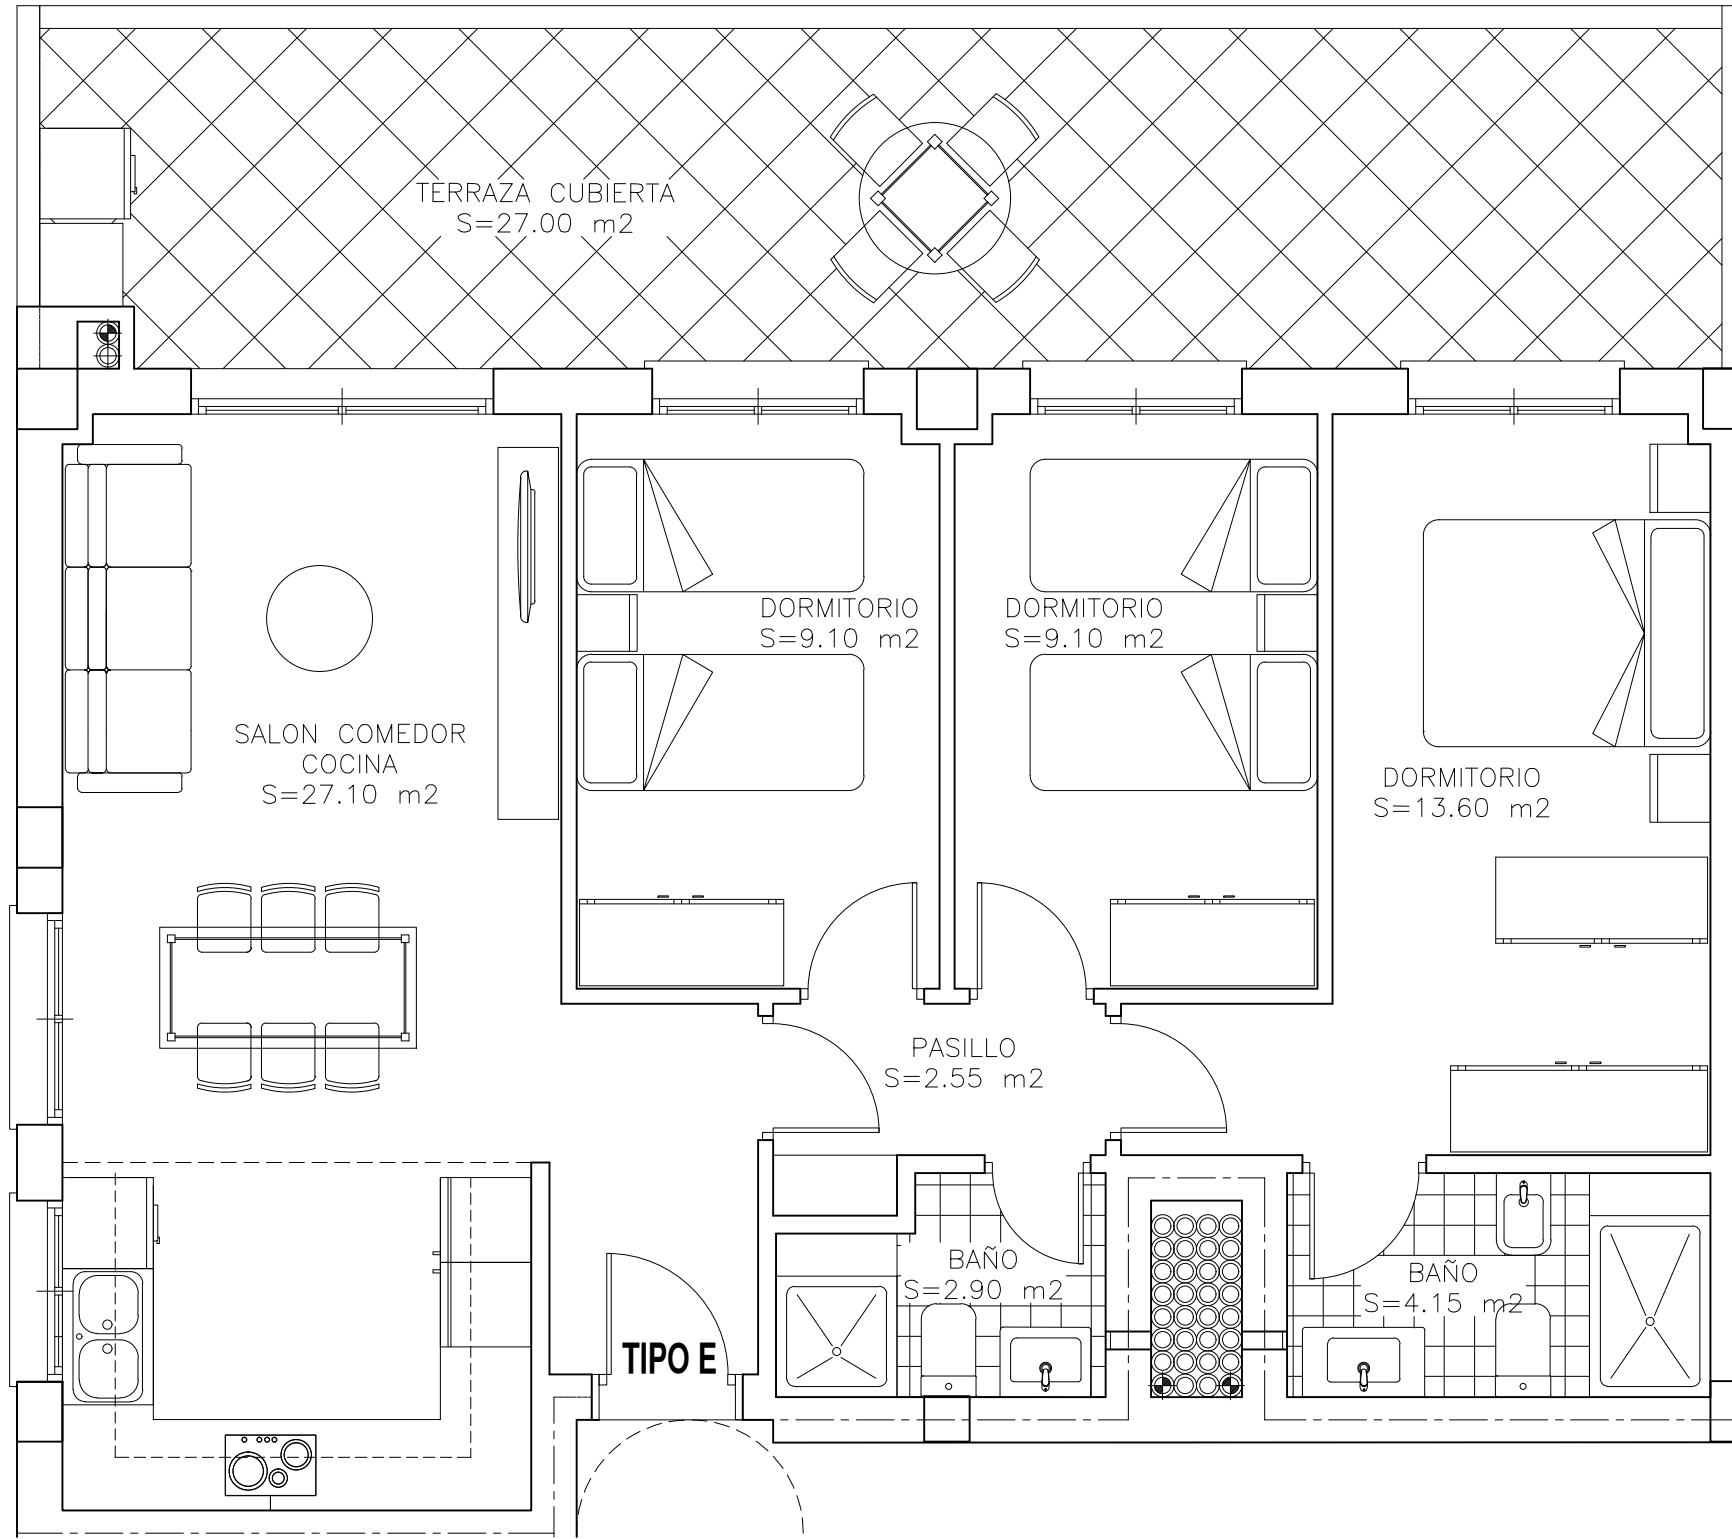 TERRAZA CUBIERTA
S=27.00 m2
DORMITORIO
S=9.10 m2
DORMITORIO
S=9.10 m2
SALON COMEDOR
COCINA
S=27.10 m2
DORMITORIO
S=13.60 m2
PASILLO
S=2.55 m2
BAÑO
S=2.90 m2
BAÑO
S=4.15 m2
TIPO E